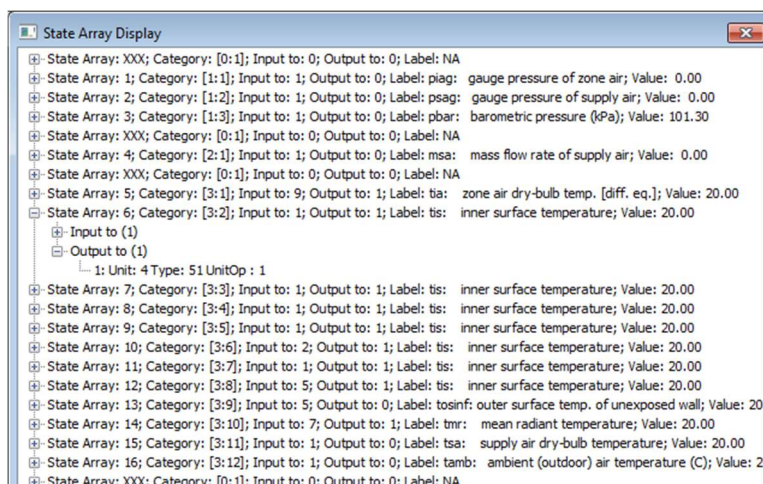 State Array Display
State Array: XXX; Category: [0:1]; Input to: 0; Output to: 0; Label: NA
State Array: 1; Category: [1:1]; Input to: 1; Output to: 0; Label: piag: gauge pressure of zone air; Value: 0.00
State Array: 2; Category: [1:2]; Input to: 1; Output to: 0; Label: psag: gauge pressure of supply air; Value: 0.00
State Array: 3; Category: [1:3]; Input to: 1; Output to: 0; Label: pbar: barometric pressure (kPa); Value: 101.30
State Array: XXX; Category: [0:1]; Input to: 0; Output to: 0; Label: NA
State Array: 4; Category: [2:1]; Input to: 1; Output to: 0; Label: msa: mass flow rate of supply air; Value: 0.00
State Array: XXX; Category: [0:1]; Input to: 0; Output to: 0; Label: NA
State Array: 5; Category: [3:1]; Input to: 9; Output to: 1; Label: tia: zone air dry-bulb temp. [diff. eq.]; Value: 20.00
State Array: 6; Category: [3:2]; Input to: 1; Output to: 1; Label: tis: inner surface temperature; Value: 20.00
Input to (1)
Output to (1)
1: Unit: 4 Type: 51 UnitOp : 1
State Array: 7; Category: [3:3]; Input to: 1; Output to: 1; Label: tis: inner surface temperature; Value: 20.00
State Array: 8; Category: [3:4]; Input to: 1; Output to: 1; Label: tis: inner surface temperature; Value: 20.00
State Array: 9; Category: [3:5]; Input to: 1; Output to: 1; Label: tis: inner surface temperature; Value: 20.00
State Array: 10; Category: [3:6]; Input to: 2; Output to: 1; Label: tis: inner surface temperature; Value: 20.00
State Array: 11; Category: [3:7]; Input to: 1; Output to: 1; Label: tis: inner surface temperature; Value: 20.00
State Array: 12; Category: [3:8]; Input to: 5; Output to: 1; Label: tis: inner surface temperature; Value: 20.00
State Array: 13; Category: [3:9]; Input to: 5; Output to: 0; Label: tosinf: outer surface temp. of unexposed wall; Value: 20
State Array: 14; Category: [3:10]; Input to: 7; Output to: 1; Label: tmr: mean radiant temperature; Value: 20.00
State Array: 15; Category: [3:11]; Input to: 1; Output to: 0; Label: tsa: supply air dry-bulb temperature; Value: 20.00
State Array: 16; Category: [3:12]; Input to: 1; Output to: 0; Label: tamb: ambient (outdoor) air temperature (C); Value: 2
State Array: XXX; Category: [0:1]; Input to: 0; Output to: 0; Label: NA